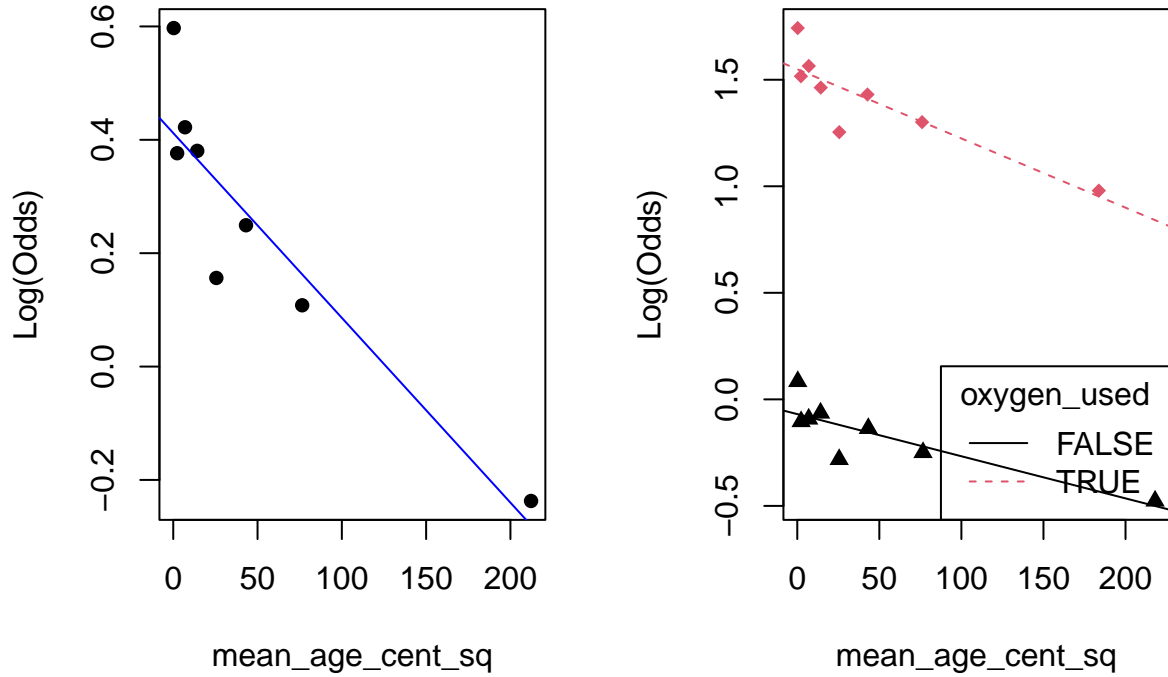 Log(Odds)
0.6
0.4
0.2
0.0
−0.2
0 50 100 150 200
mean_age_cent_sq
Log(Odds)
1.5
1.0
0.5
0.0
−0.5
oxygen_used
FALSE
TRUE
0 50 100 150 200
mean_age_cent_sq